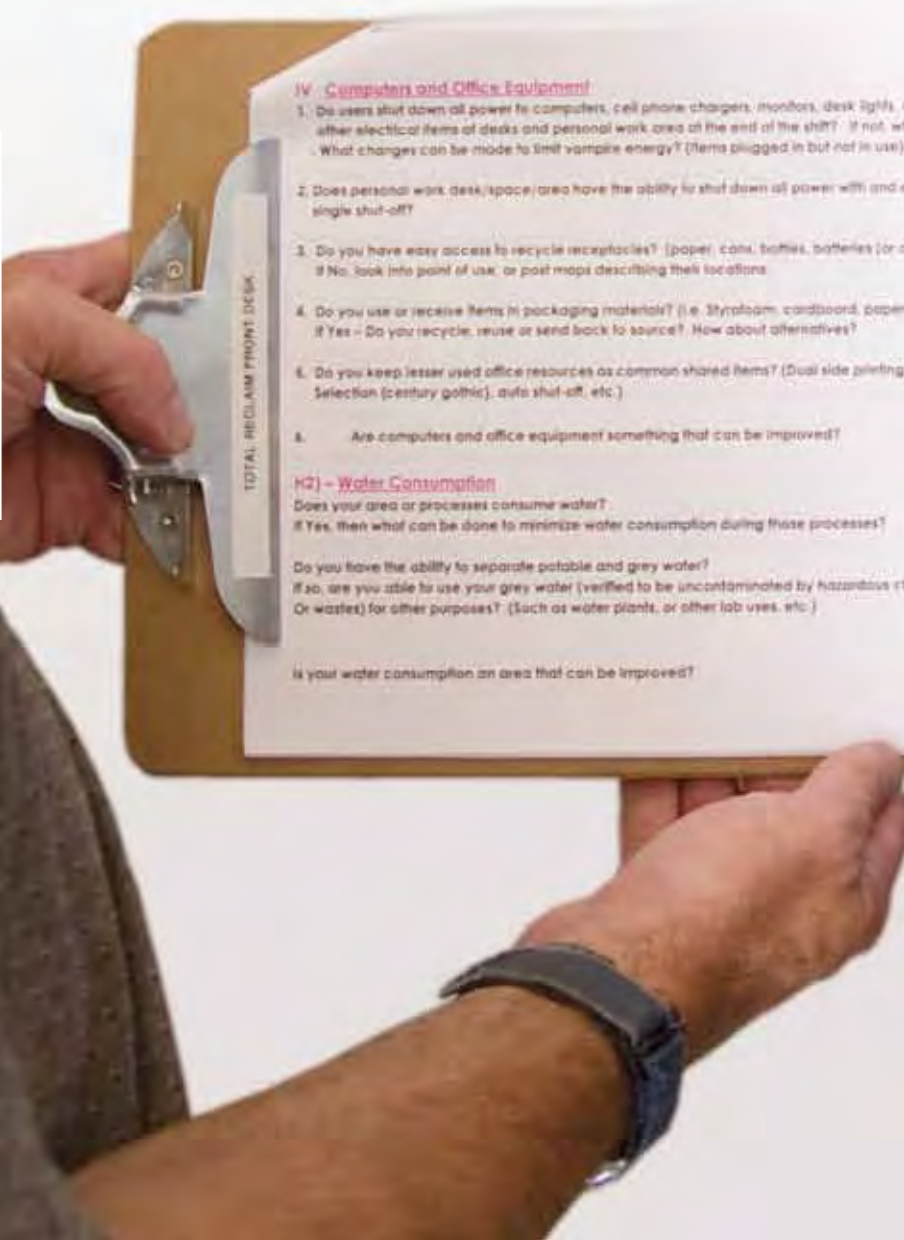 TOTAL RECLAIM FRONT DESK
IV Computers and Office Equipment
1. Do users shut down all power to computers, cell phone chargers, monitors, desk lights,
other electrical items at desks and personal work area at the end of the shift? If not,
What changes can be made to limit vampire energy? (Items plugged in but not in use)
2. Does personal work desk/space/area have the ability to shut down all power with and
single shut-off?
3. Do you have easy access to recycle receptacles? (paper, cans, bottles, batteries (or
If No, look into point of use, or post maps describing their locations
4. Do you use or receive items in packaging materials? (i.e. Styrofoam, cardboard, paper
If Yes – Do you recycle, reuse or send back to source? How about alternatives?
5. Do you keep lesser used office resources as common shared items? (Dual side printing
Selection (century gothic), auto shut-off, etc.)
6. Are computers and office equipment something that can be improved?
H2) – Water Consumption
Does your area or processes consume water?
If Yes, then what can be done to minimize water consumption during those processes?
Do you have the ability to separate potable and grey water?
If so, are you able to use your grey water (verified to be uncontaminated by hazardous
Or wastes) for other purposes? (Such as water plants, or other lab uses, etc.)
Is your water consumption an area that can be improved?